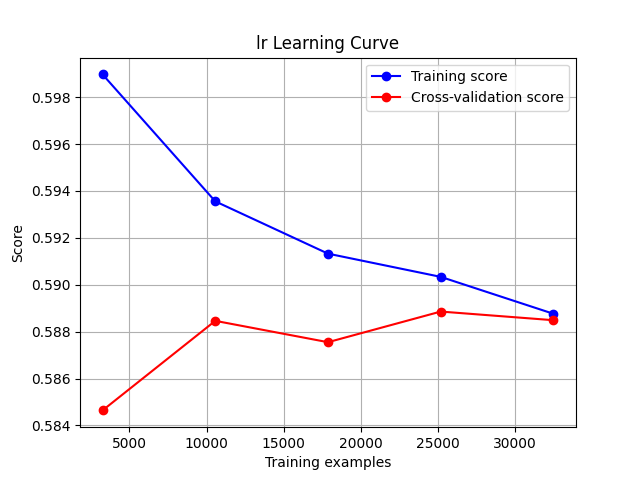 lr Learning Curve
Training score
Cross-validation score
0.598
0.596
0.594
0.592
0.590
0.588
0.586
0.584
Score
5000 10000 15000 20000 25000 30000
Training examples